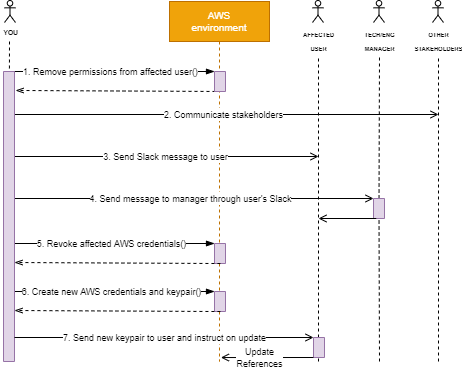 YOU
AWS
environment
AFFECTED
USER
TECH/ENG
MANAGER
OTHER
STAKEHOLDERS
1. Remove permissions from affected user()
2. Communicate stakeholders
3. Send Slack message to user
4. Send message to manager through user's Slack
5. Revoke affected AWS credentials()
6. Create new AWS credentials and keypair()
7. Send new keypair to user and instruct on update
Update
References